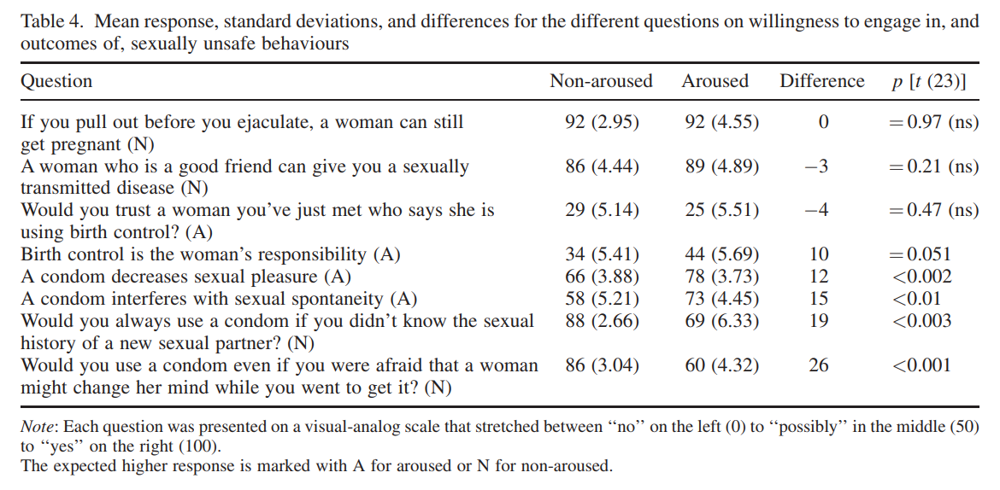 Table 4. Mean response, standard deviations, and differences for the different questions on willingness to engage in, and
outcomes of, sexually unsafe behaviours
Question Non-aroused Aroused Difference p [t (23)]
If you pull out before you ejaculate, a woman can still
get pregnant (N) 92 (2.95) 92 (4.55) 0 =0.97 (ns)
A woman who is a good friend can give you a sexually
transmitted disease (N) 86 (4.44) 89 (4.89) −3 =0.21 (ns)
Would you trust a woman you've just met who says she is
using birth control? (A) 29 (5.14) 25 (5.51) −4 =0.47 (ns)
Birth control is the woman's responsibility (A) 34 (5.41) 44 (5.69) 10 =0.051
A condom decreases sexual pleasure (A) 66 (3.88) 78 (3.73) 12 <0.002
A condom interferes with sexual spontaneity (A) 58 (5.21) 73 (4.45) 15 <0.01
Would you always use a condom if you didn't know the sexual
history of a new sexual partner? (N) 88 (2.66) 69 (6.33) 19 <0.003
Would you use a condom even if you were afraid that a woman
might change her mind while you went to get it? (N) 86 (3.04) 60 (4.32) 26 <0.001
Note: Each question was presented on a visual-analog scale that stretched between ‘‘no’’ on the left (0) to ‘‘possibly’’ in the middle (50)
to ‘‘yes’’ on the right (100).
The expected higher response is marked with A for aroused or N for non-aroused.